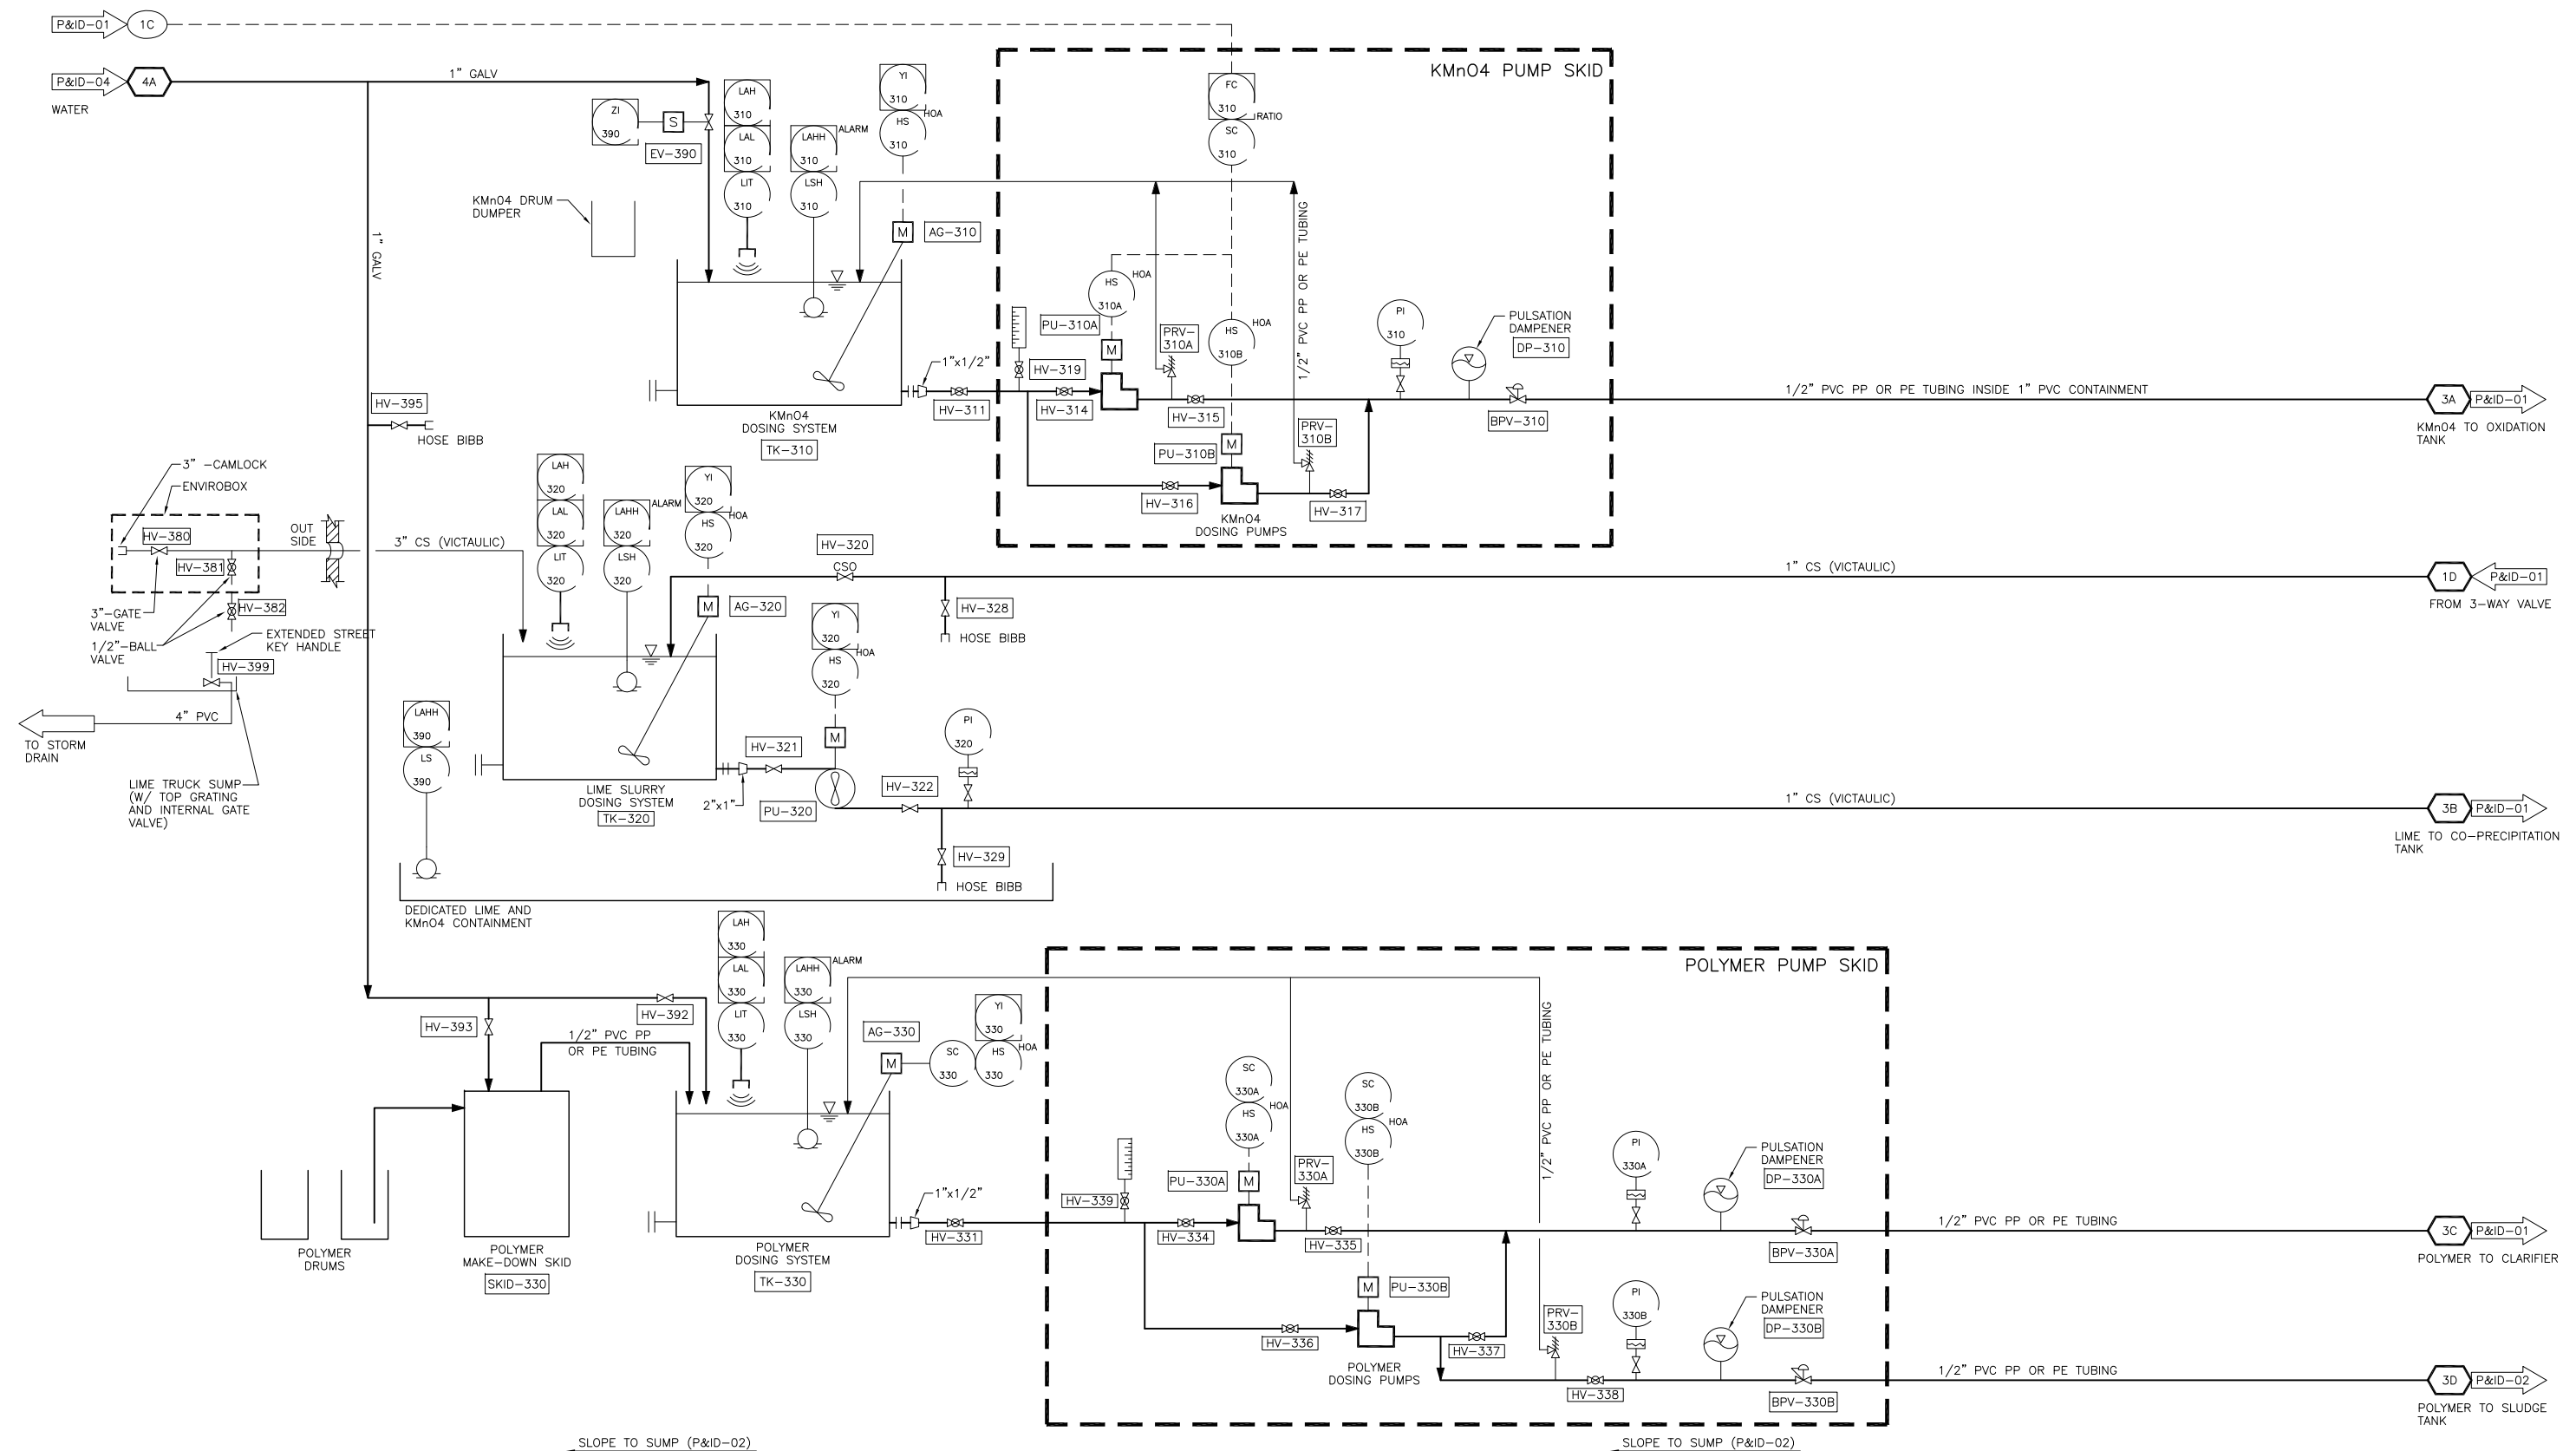 P&ID-01
1C
P&ID-04
4A
WATER
1" GALV
1" GALV
ZI
390
S
EV-390
LAH
310
LAL
310
LIT
310
LAHH
310
ALARM
LSH
310
YI
310
HOA
HS
310
M
AG-310
KMnO4 DRUM
DUMPER
KMnO4
DOSING SYSTEM
TK-310
1"x1/2"
HV-311
KMnO4 PUMP SKID
FC
310
RATIO
SC
310
HS
310A
HOA
PU-310A
M
HV-319
HV-314
PRV-
310A
HV-315
HS
310B
HOA
1/2" PVC PP OR PE TUBING
M
PU-310B
PRV-
310B
HV-316
HV-317
KMnO4
DOSING PUMPS
PI
310
PULSATION
DAMPENER
DP-310
BPV-310
1/2" PVC PP OR PE TUBING INSIDE 1" PVC CONTAINMENT
3A
P&ID-01
KMnO4 TO OXIDATION
TANK
HV-395
HOSE BIBB
3" -CAMLOCK
ENVIROBOX
HV-380
HV-381
HV-382
OUT
SIDE
3" CS (VICTAULIC)
3"-GATE
VALVE
1/2"-BALL
VALVE
EXTENDED STREET
KEY HANDLE
HV-399
4" PVC
TO STORM
DRAIN
LIME TRUCK SUMP
(W/ TOP GRATING
AND INTERNAL GATE
VALVE)
LAH
320
LAL
320
LIT
320
LAHH
320
ALARM
LSH
320
YI
320
HOA
HS
320
M
AG-320
HV-320
CSO
HV-328
HOSE BIBB
1" CS (VICTAULIC)
1D
P&ID-01
FROM 3-WAY VALVE
YI
320
HOA
HS
320
M
LAHH
390
LS
390
LIME SLURRY
DOSING SYSTEM
TK-320
2"x1"
HV-321
PU-320
HV-322
PI
320
HV-329
HOSE BIBB
1" CS (VICTAULIC)
3B
P&ID-01
LIME TO CO-PRECIPITATION
TANK
DEDICATED LIME AND
KMnO4 CONTAINMENT
HV-393
HV-392
1/2" PVC PP
OR PE TUBING
LAH
330
LAL
330
LIT
330
LAHH
330
ALARM
LSH
330
AG-330
M
SC
330
YI
330
HOA
HS
330
POLYMER
DRUMS
POLYMER
MAKE-DOWN SKID
SKID-330
POLYMER
DOSING SYSTEM
TK-330
1"x1/2"
HV-331
POLYMER PUMP SKID
HV-339
HV-334
PU-330A
SC
330A
HOA
HS
330A
M
PRV-
330A
HV-335
SC
330B
HOA
HS
330B
M
PU-330B
HV-336
HV-337
POLYMER
DOSING PUMPS
1/2" PVC PP OR PE TUBING
PRV-
330B
HV-338
PI
330A
PULSATION
DAMPENER
DP-330A
BPV-330A
PI
330B
PULSATION
DAMPENER
DP-330B
BPV-330B
1/2" PVC PP OR PE TUBING
3C
P&ID-01
POLYMER TO CLARIFIER
1/2" PVC PP OR PE TUBING
3D
P&ID-02
POLYMER TO SLUDGE
TANK
SLOPE TO SUMP (P&ID-02)
SLOPE TO SUMP (P&ID-02)